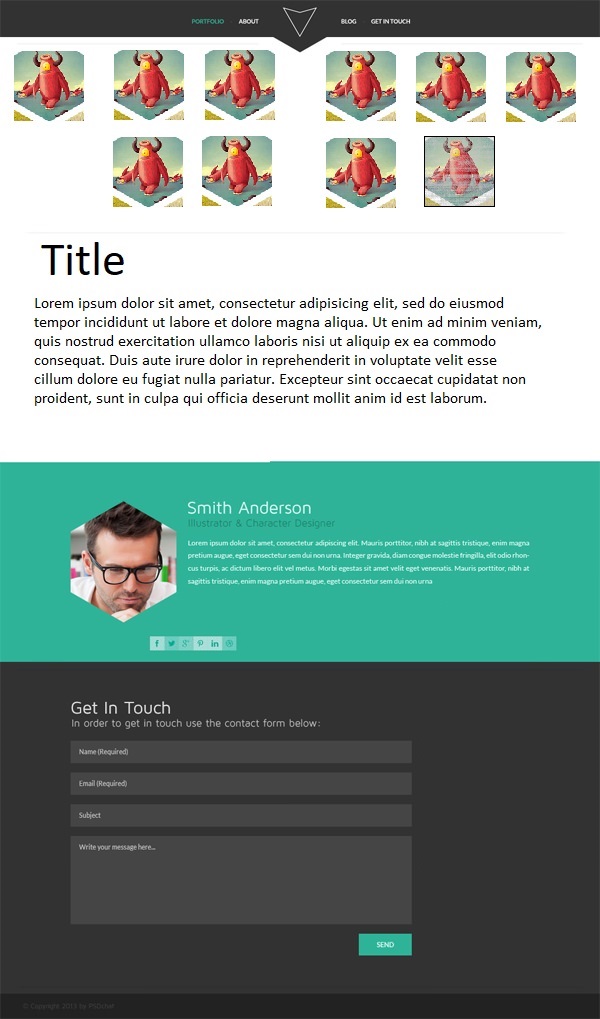 PORTFOLIO ABOUT BLOG GET IN TOUCH
Title
Lorem ipsum dolor sit amet, consectetur adipisicing elit, sed do eiusmod
tempor incididunt ut labore et dolore magna aliqua. Ut enim ad minim veniam,
quis nostrud exercitation ullamco laboris nisi ut aliquip ex ea commodo
consequat. Duis aute irure dolor in reprehenderit in voluptate velit esse
cillum dolore eu fugiat nulla pariatur. Excepteur sint occaecat cupidatat non
proident, sunt in culpa qui officia deserunt mollit anim id est laborum.
Smith Anderson
Illustrator & Character Designer
Lorem ipsum dolor sit amet, consectetur adipiscing elit. Mauris porttitor, nibh at sagittis tristique, enim magna
pretium augue, eget consectetur sem dui non urna. Integer gravida, diam congue molestie fringilla, elit odio rhon-
cus turpis, ac dictum libero elit vel metus. Morbi egestas sit amet velit eget venenatis. Mauris porttitor, nibh at
sagittis tristique, enim magna pretium augue, eget consectetur sem dui non urna
Get In Touch
In order to get in touch use the contact form below:
Name (Required)
Email (Required)
Subject
Write your message here...
SEND
© Copyright 2013 by PSDchat